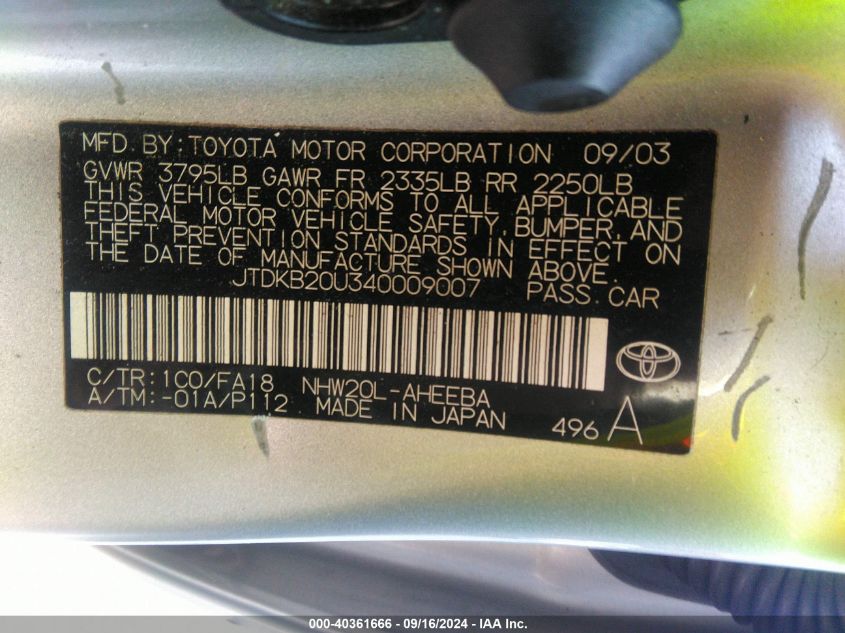 MFD.BY:TOYOTA MOTOR CORPORATION 09/03
GVWR 3795LB GAWR FR 2335LB RR 2250LB
THIS VEHICLE CONFORMS TO ALL APPLICABLE
FEDERAL MOTOR VEHICLE SAFETY,BUMPER,AND
THEFT PREVENTION STANDARDS IN EFFECT ON
THE DATE OF MANUFACTURE SHOWN ABOVE.
JTDKB20U340009007 PASS.CAR
C/TR:1C0/FA18 NHW20L-AHEEBA
A/TM:-01A/P112 MADE IN JAPAN 496 A
000-40361666 - 09/16/2024 - IAA Inc.